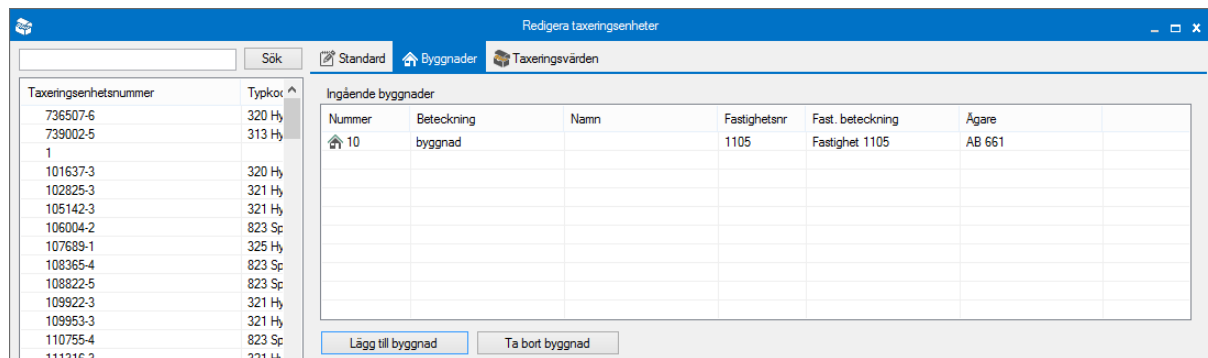 Redigera taxeringsenheter
Sök
Standard Byggnader Taxeringsvärden
Taxeringsenhetsnummer Typkoc
736507-6 320 Hy
739002-5 313 Hy
1
101637-3 320 Hy
102825-3 321 Hy
105142-3 321 Hy
106004-2 823 Sp
107689-1 325 Hy
108365-4 823 Sp
108822-5 823 Sp
109922-3 321 Hy
109953-3 321 Hy
110755-4 823 Sp
Ingående byggnader
Nummer Beteckning Namn Fastighetsnr Fast. beteckning Ägare
10 byggnad 1105 Fastighet 1105 AB 661
Lägg till byggnad Ta bort byggnad